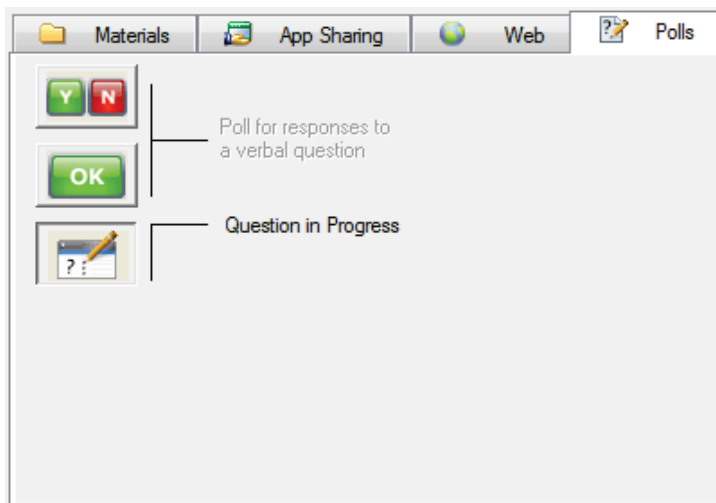 Materials
App Sharing
Web
Polls
Y N
Poll for responses to
a verbal question
OK
Question in Progress
? :